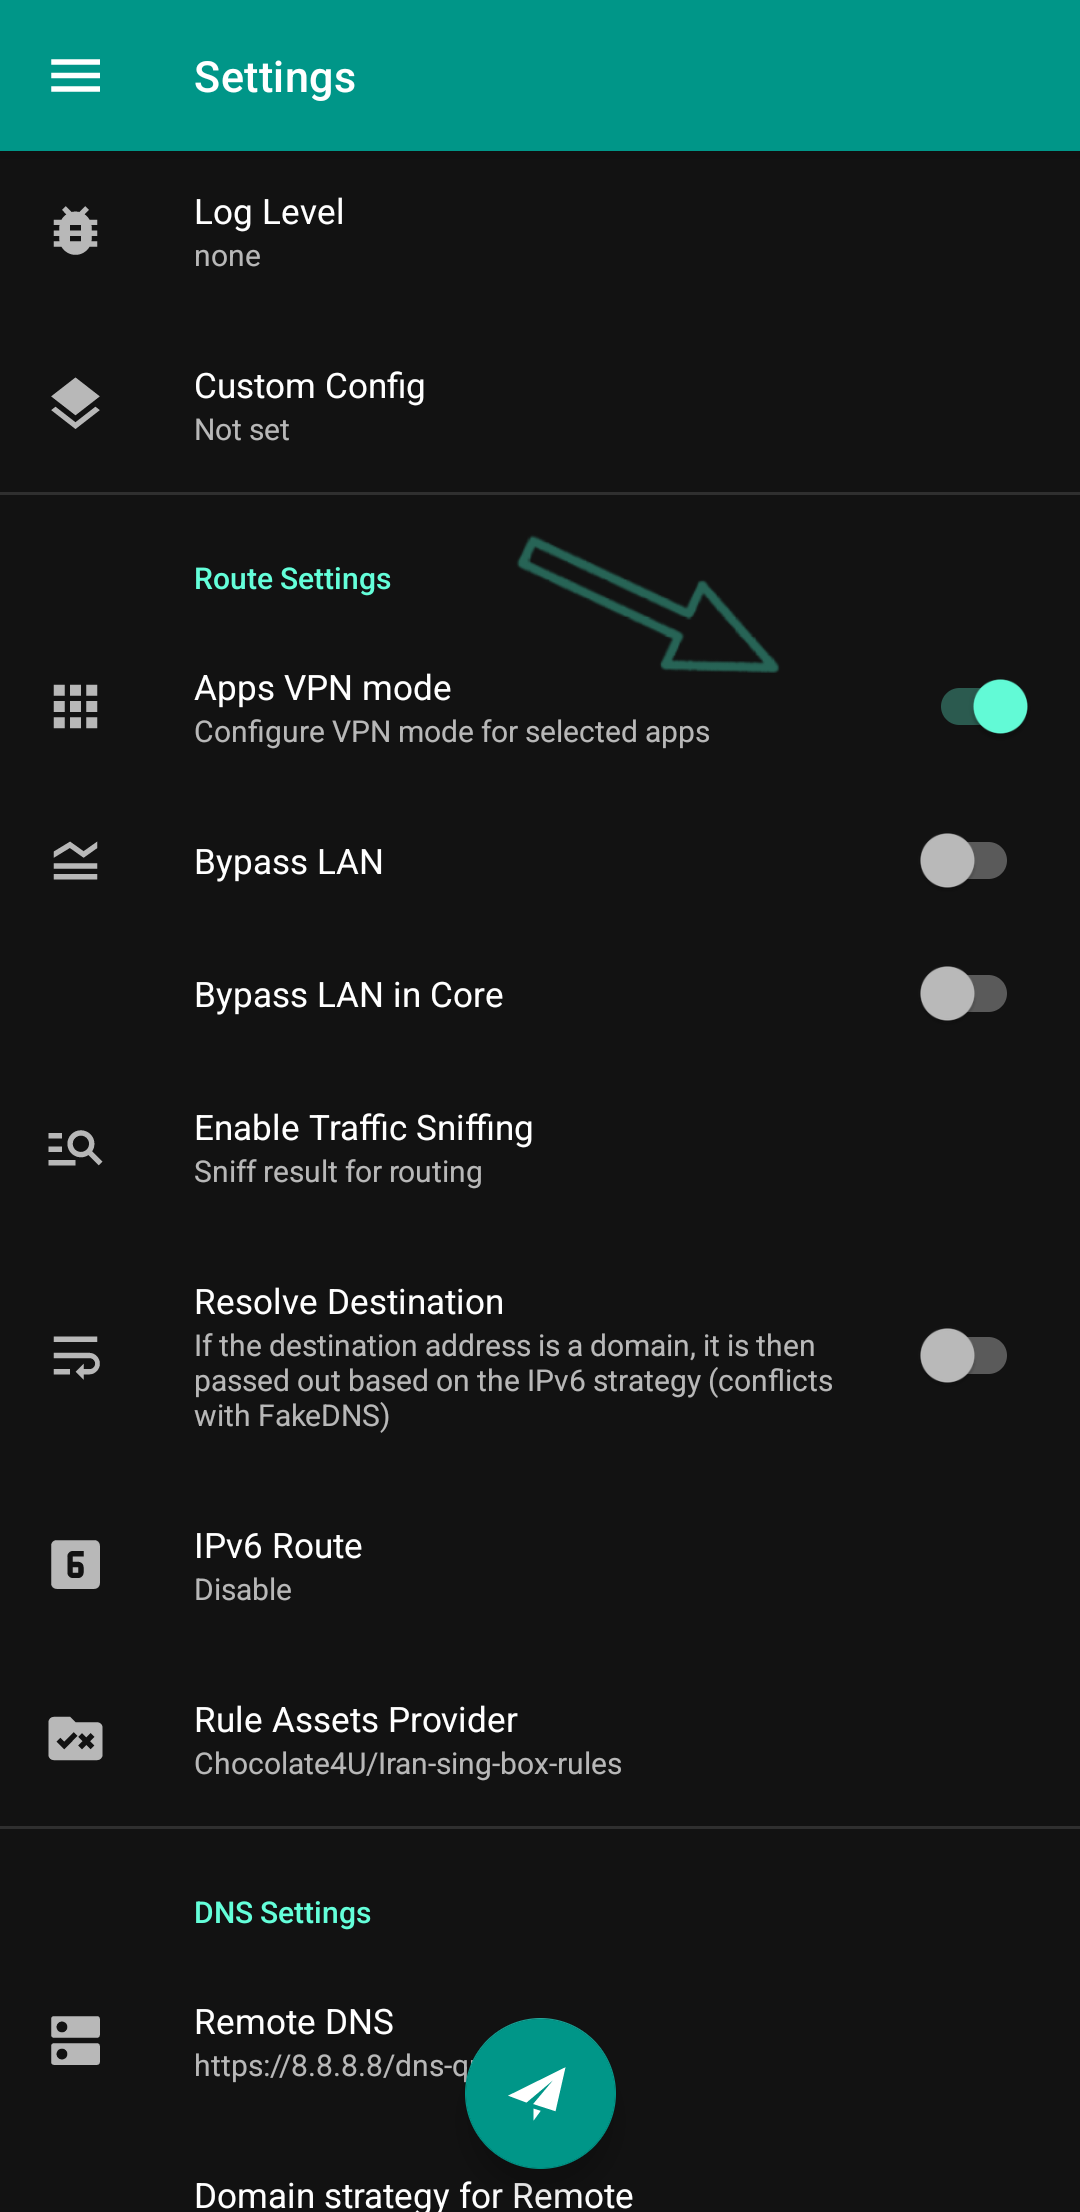 Settings
Log Level
none
Custom Config
Not set
Route Settings
Apps VPN mode
Configure VPN mode for selected apps
Bypass LAN
Bypass LAN in Core
Enable Traffic Sniffing
Sniff result for routing
Resolve Destination
If the destination address is a domain, it is then
passed out based on the IPv6 strategy (conflicts
with FakeDNS)
6
IPv6 Route
Disable
Rule Assets Provider
Chocolate4U/Iran-sing-box-rules
DNS Settings
Remote DNS
https://8.8.8.8/dns-q
Domain strategy for Remote